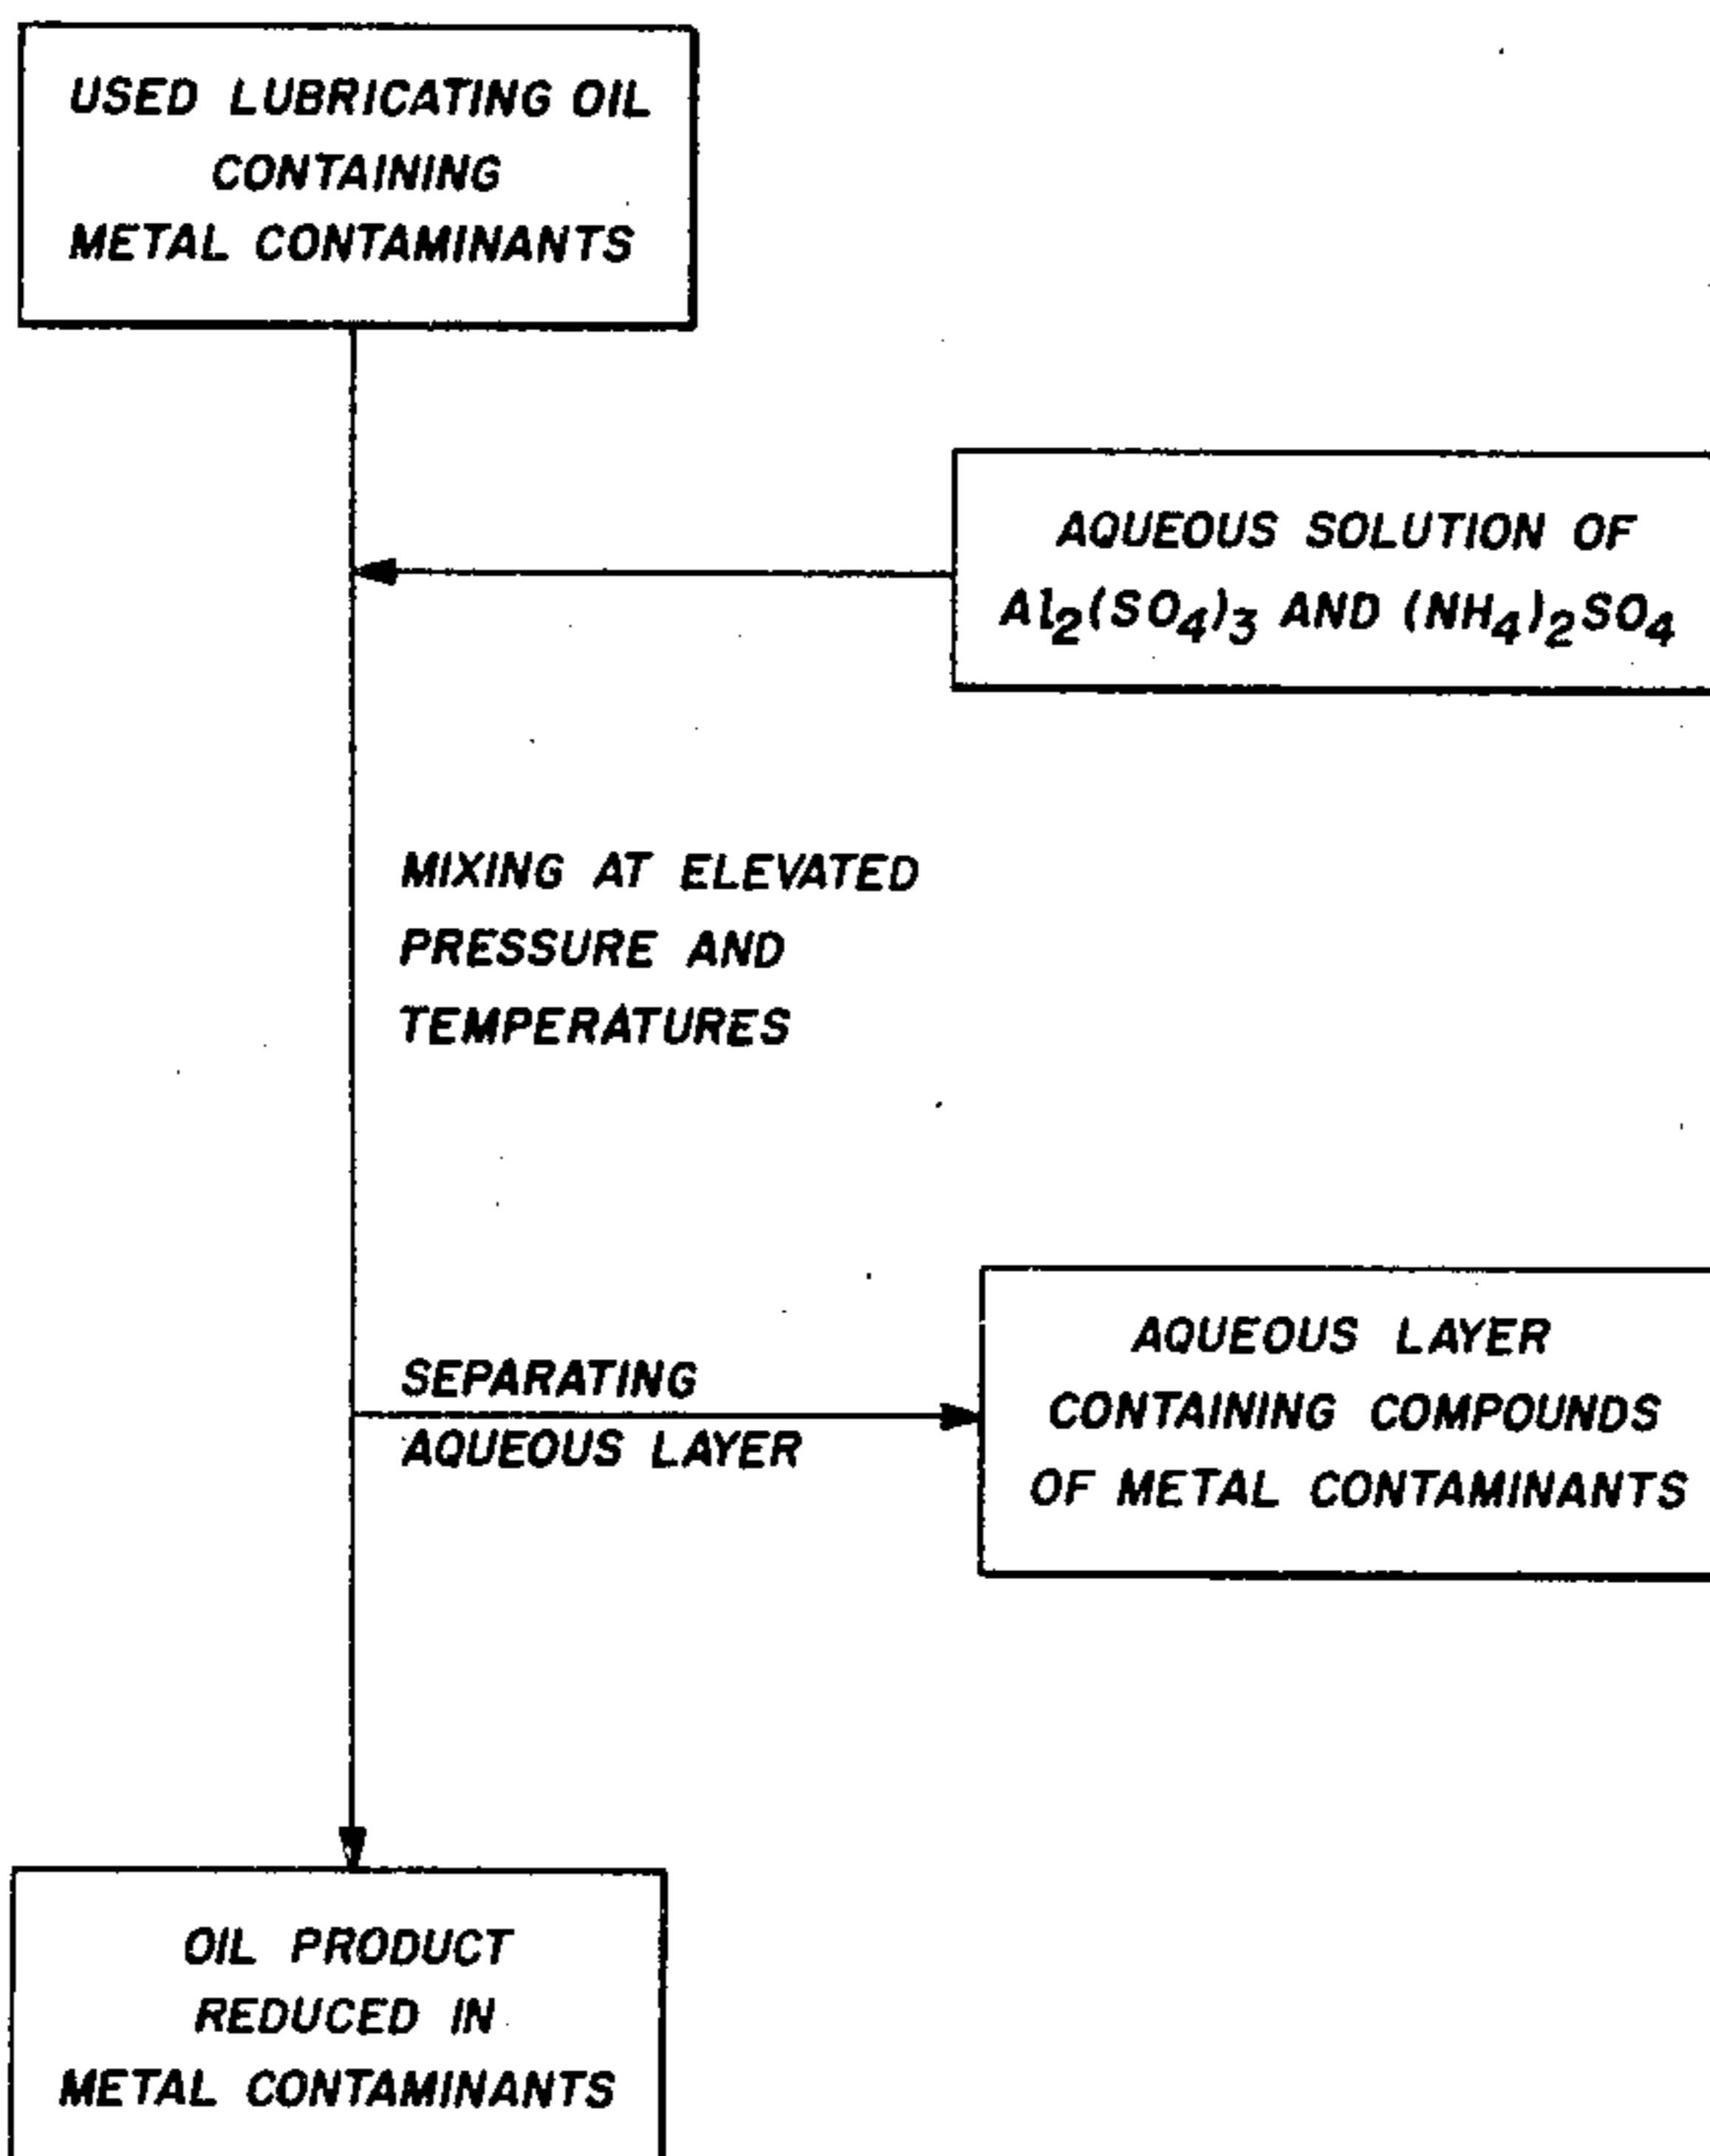 USED LUBRICATING OIL
CONTAINING
METAL CONTAMINANTS
AQUEOUS SOLUTION OF
Al₂(SO₄)₃ AND (NH₄)₂SO₄
MIXING AT ELEVATED
PRESSURE AND
TEMPERATURES
SEPARATING
AQUEOUS LAYER
AQUEOUS LAYER
CONTAINING COMPOUNDS
OF METAL CONTAMINANTS
OIL PRODUCT
REDUCED IN
METAL CONTAMINANTS